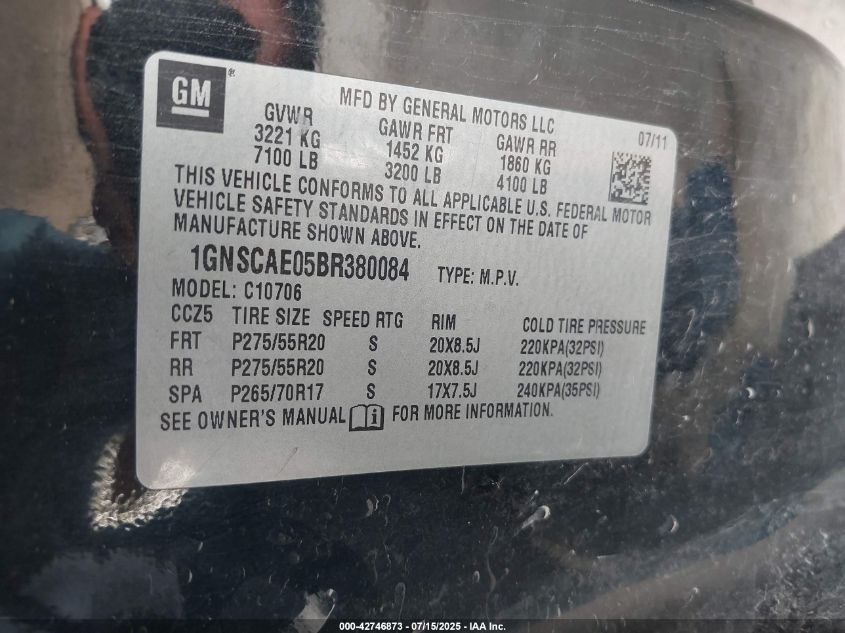 GM®
MFD BY GENERAL MOTORS LLC
07/11
GVWR GAWR FRT GAWR RR
3221 KG 1452 KG 1860 KG
7100 LB 3200 LB 4100 LB
THIS VEHICLE CONFORMS TO ALL APPLICABLE U.S. FEDERAL MOTOR
VEHICLE SAFETY STANDARDS IN EFFECT ON THE DATE OF
MANUFACTURE SHOWN ABOVE.
1GNSCAE05BR380084 TYPE: M.P.V.
MODEL: C10706
CCZ5 TIRE SIZE SPEED RTG RIM COLD TIRE PRESSURE
FRT P275/55R20 S 20X8.5J 220KPA(32PSI)
RR P275/55R20 S 20X8.5J 220KPA(32PSI)
SPA P265/70R17 S 17X7.5J 240KPA(35PSI)
SEE OWNER'S MANUAL i FOR MORE INFORMATION.
000-42746873 - 07/15/2025 - IAA Inc.